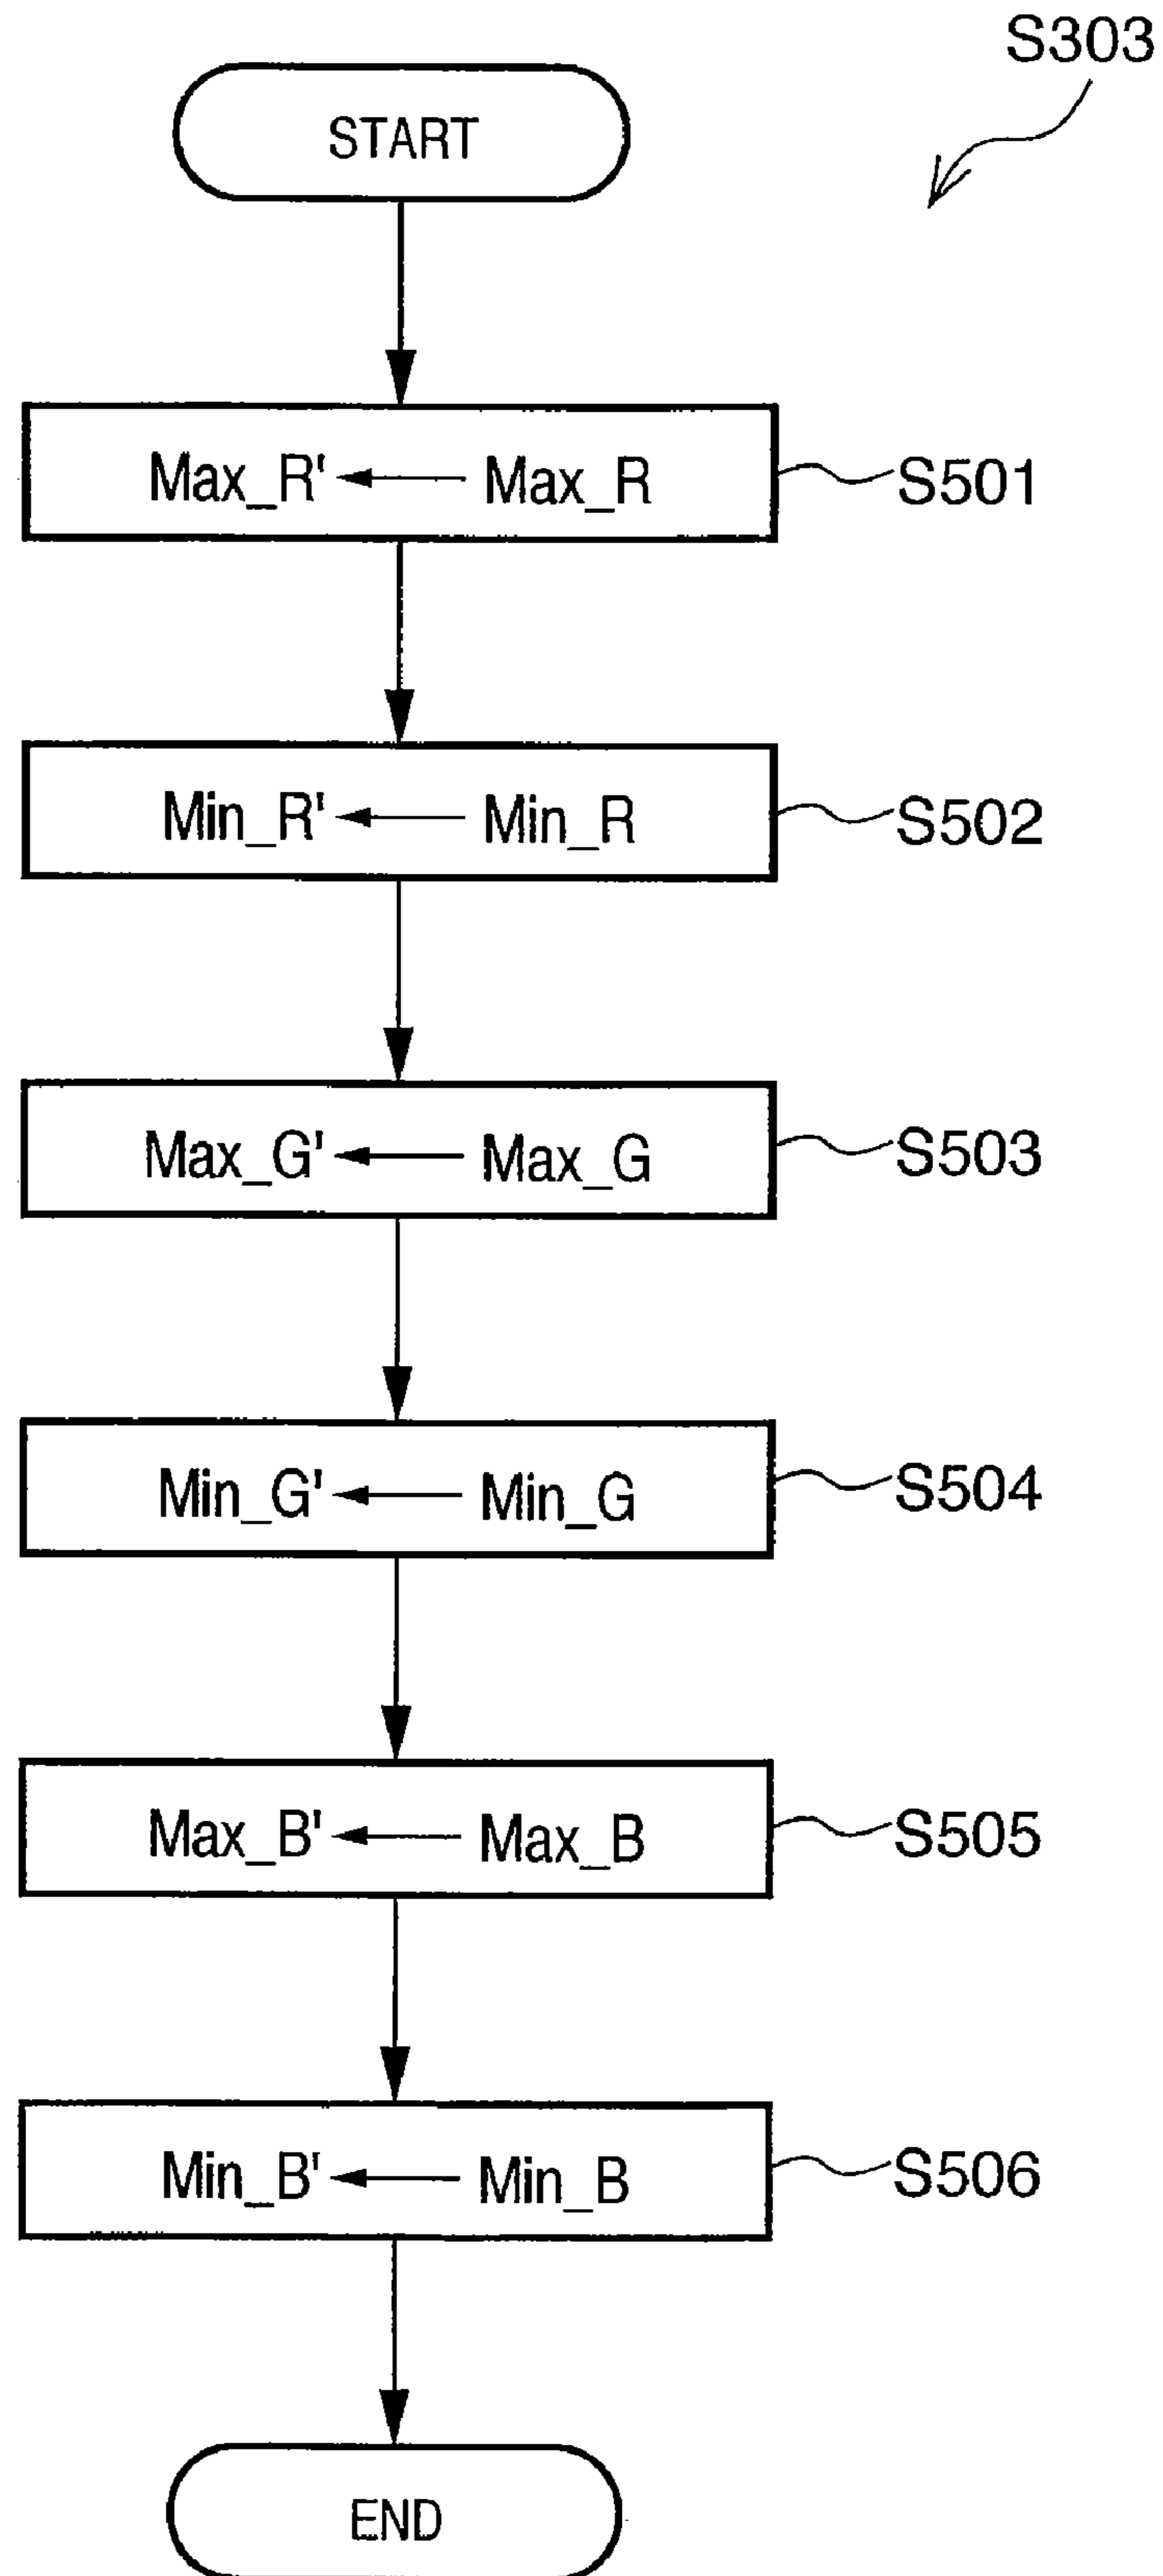 S303
START
Max_R' ← Max_R
S501
Min_R' ← Min_R
S502
Max_G' ← Max_G
S503
Min_G' ← Min_G
S504
Max_B' ← Max_B
S505
Min_B' ← Min_B
S506
END